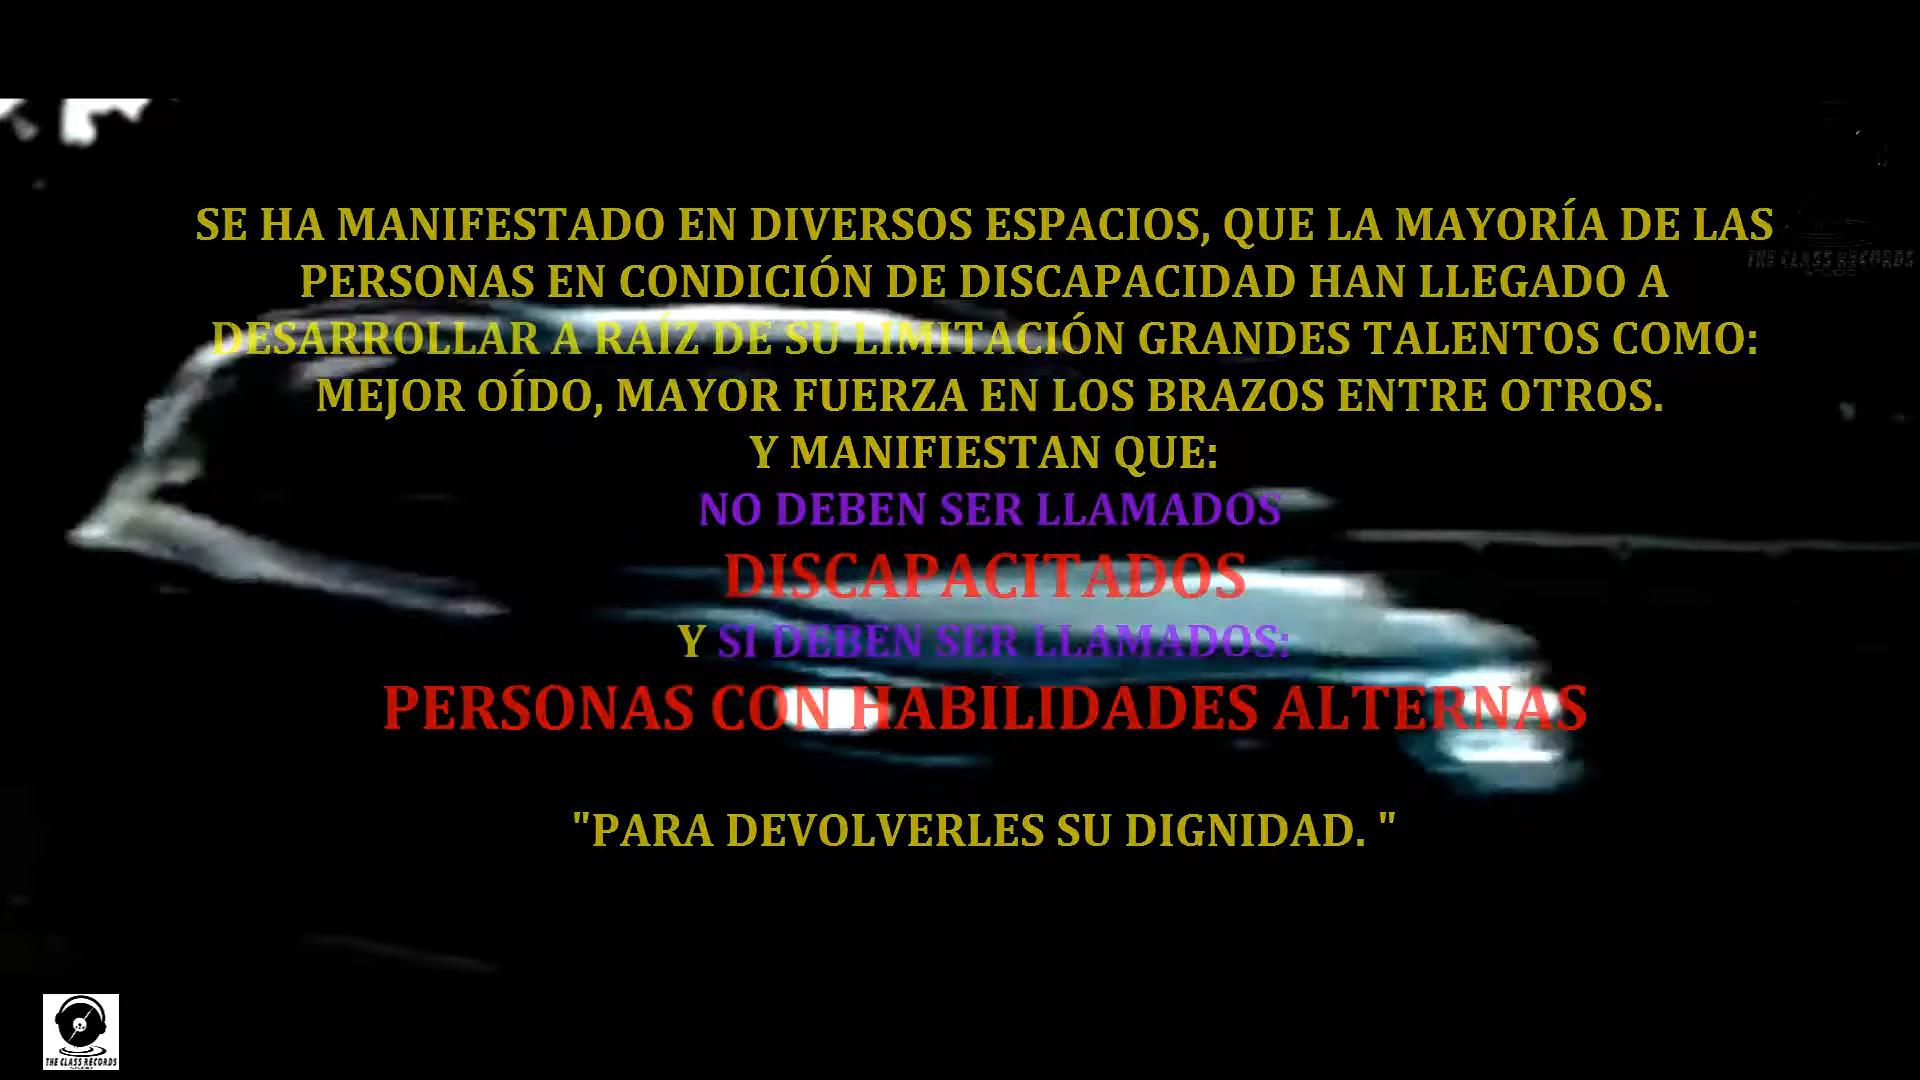 SE HA MANIFESTADO EN DIVERSOS ESPACIOS, QUE LA MAYORÍA DE LAS
PERSONAS EN CONDICIÓN DE DISCAPACIDAD HAN LLEGADO A
DESARROLLAR A RAÍZ DE SU LIMITACIÓN GRANDES TALENTOS COMO:
MEJOR OÍDO, MAYOR FUERZA EN LOS BRAZOS ENTRE OTROS.
Y MANIFIESTAN QUE:
NO DEBEN SER LLAMADOS
DISCAPACITADOS
Y SI DEBEN SER LLAMADOS:
PERSONAS CON HABILIDADES ALTERNAS
"PARA DEVOLVERLES SU DIGNIDAD. "
THE CLASS RECORDS
THE CLASS RECORDS